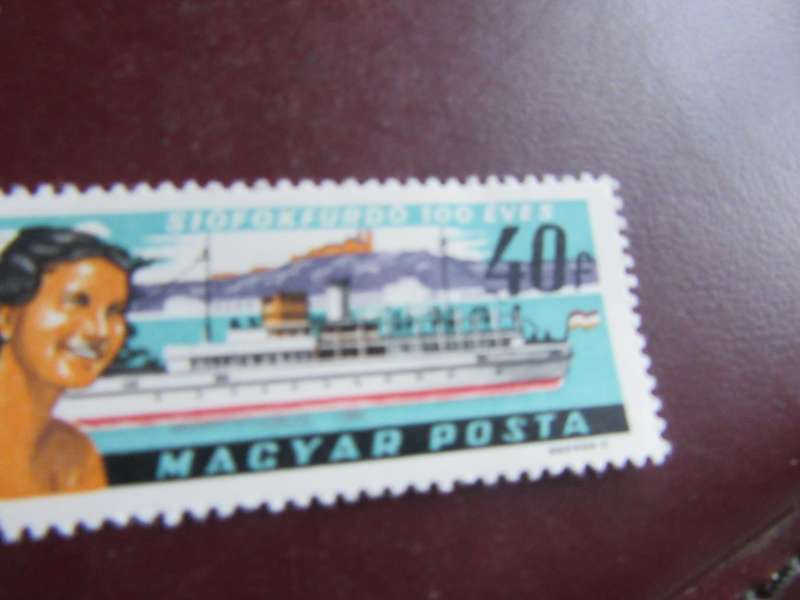 SIÓFOKFÜRDŐ 100 ÉVES
40f
MAGYAR POSTA